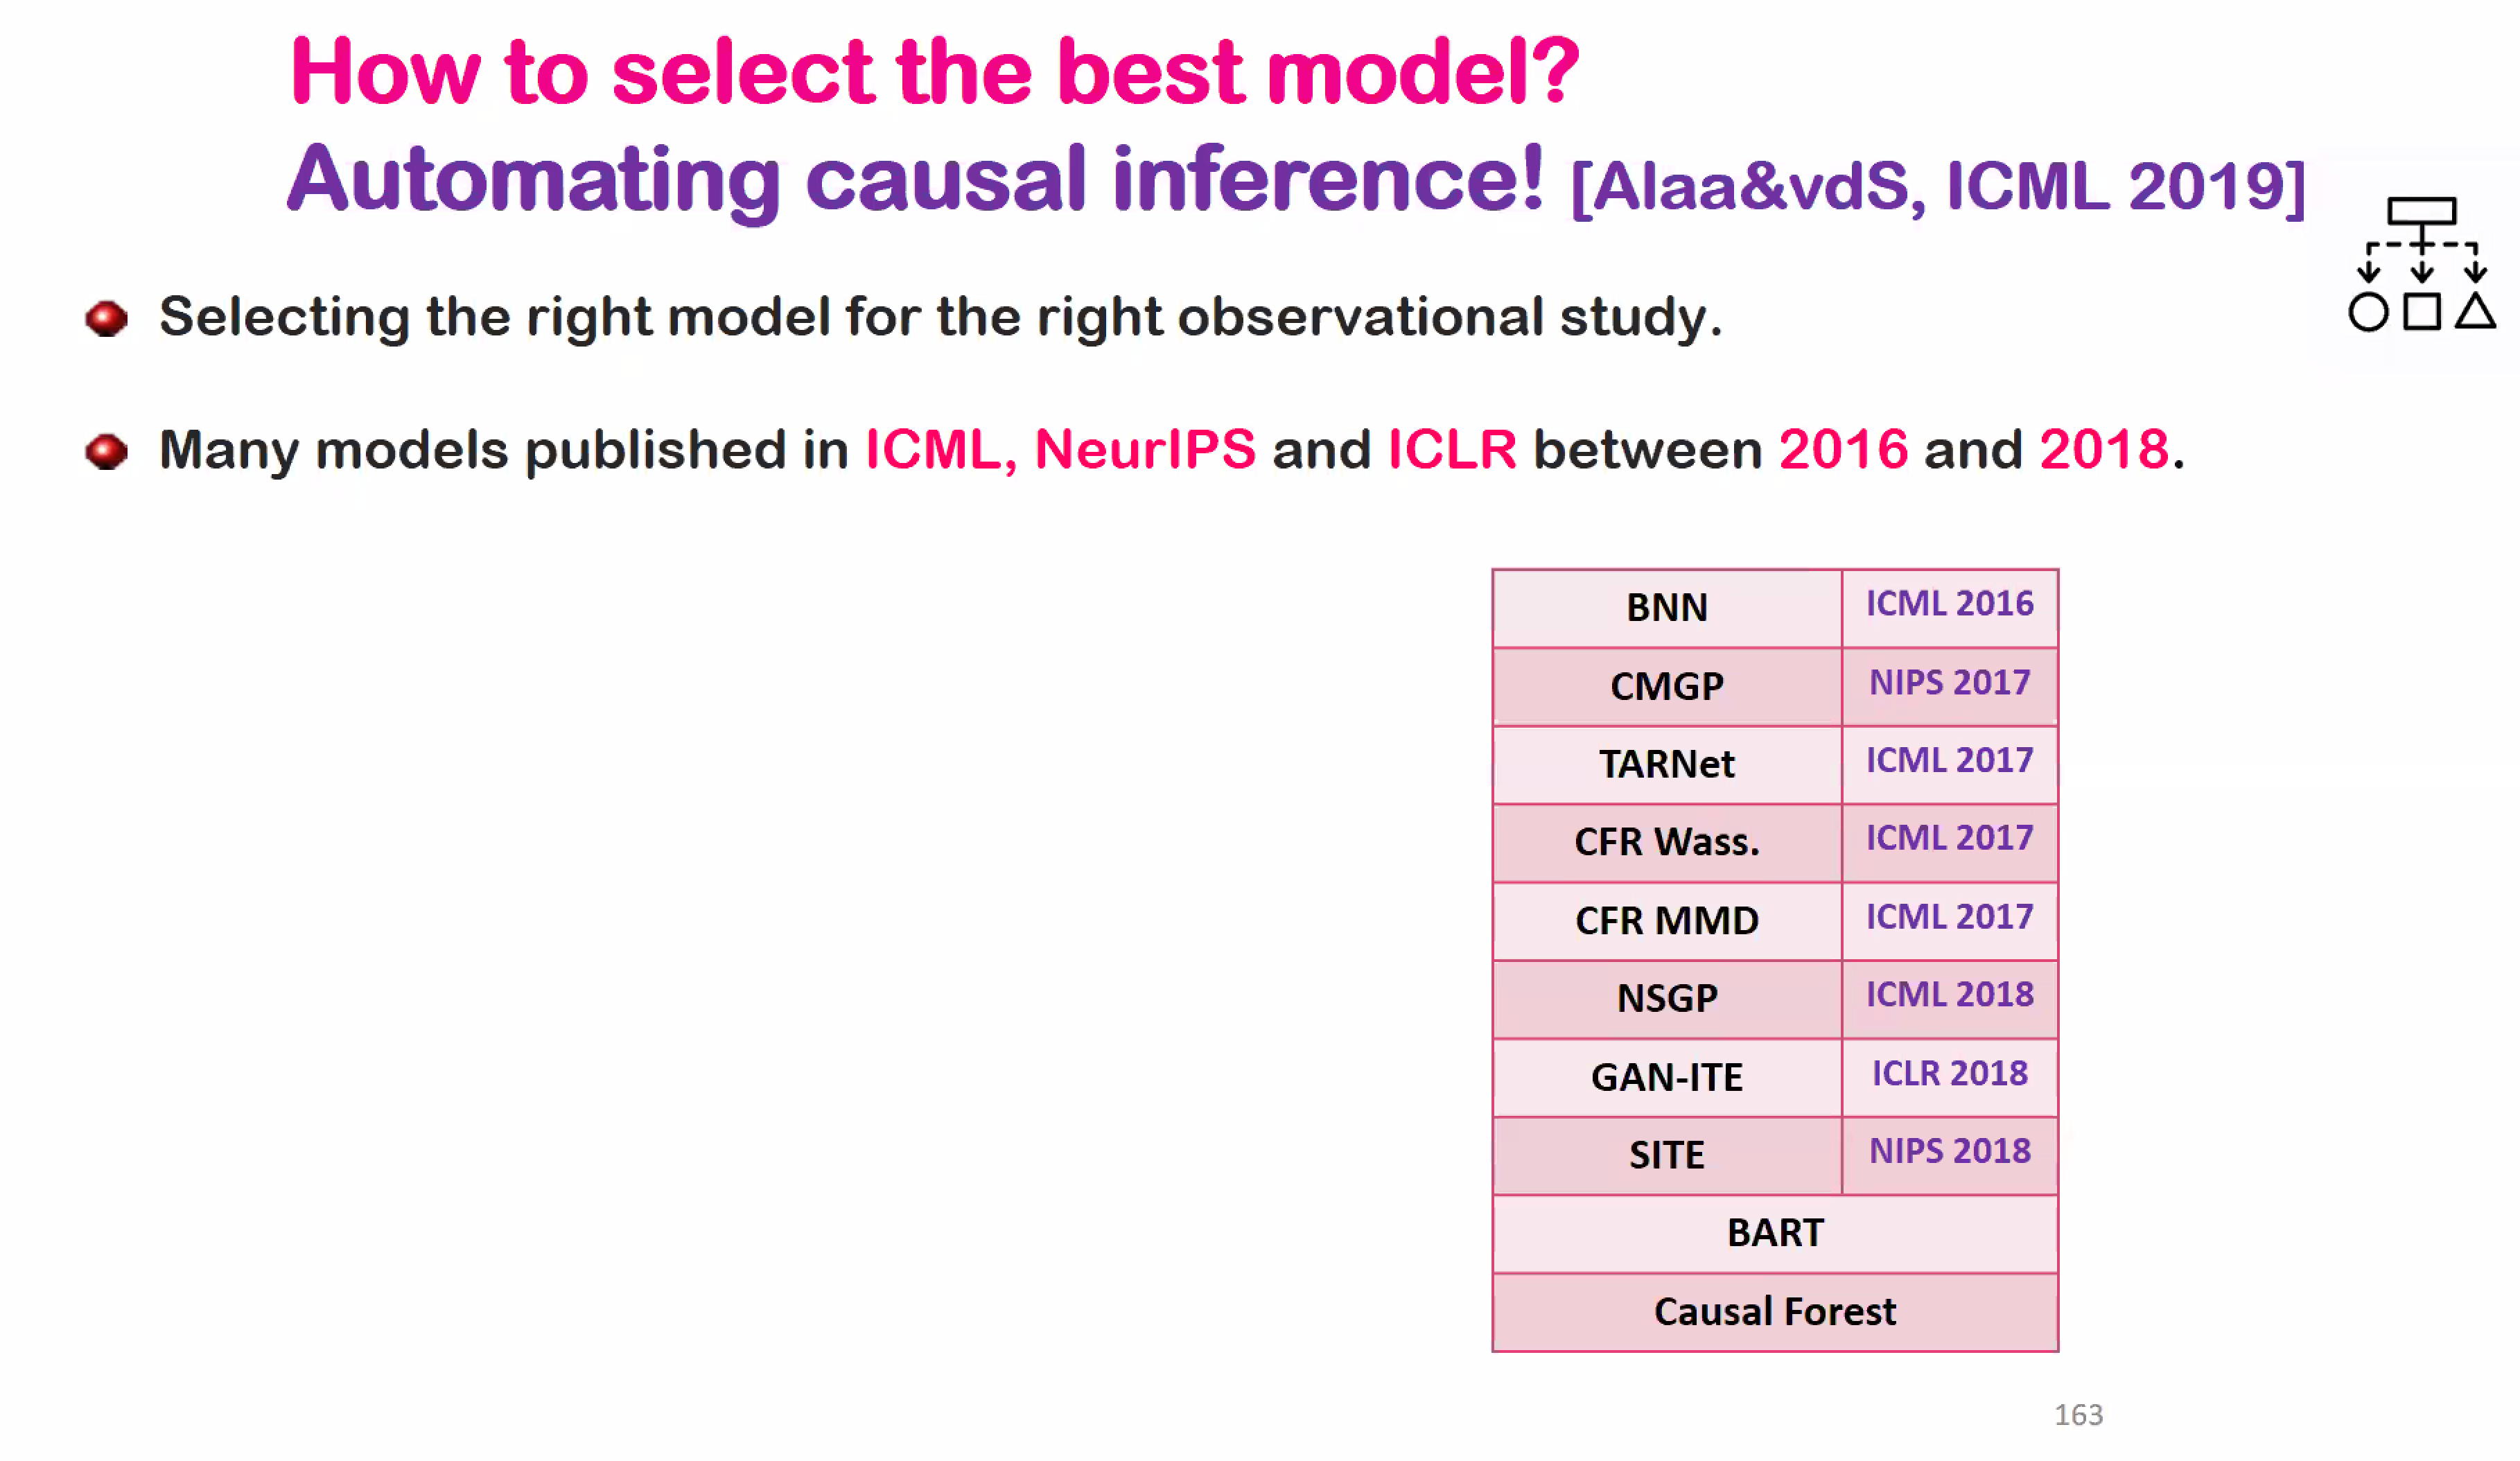 How to select the best model?
Automating causal inference! [Alaa&vdS, ICML 2019]
Selecting the right model for the right observational study.
Many models published in ICML, NeurIPS and ICLR between 2016 and 2018.
BNN ICML 2016
CMGP NIPS 2017
TARNet ICML 2017
CFR Wass. ICML 2017
CFR MMD ICML 2017
NSGP ICML 2018
GAN-ITE ICLR 2018
SITE NIPS 2018
BART
Causal Forest
163